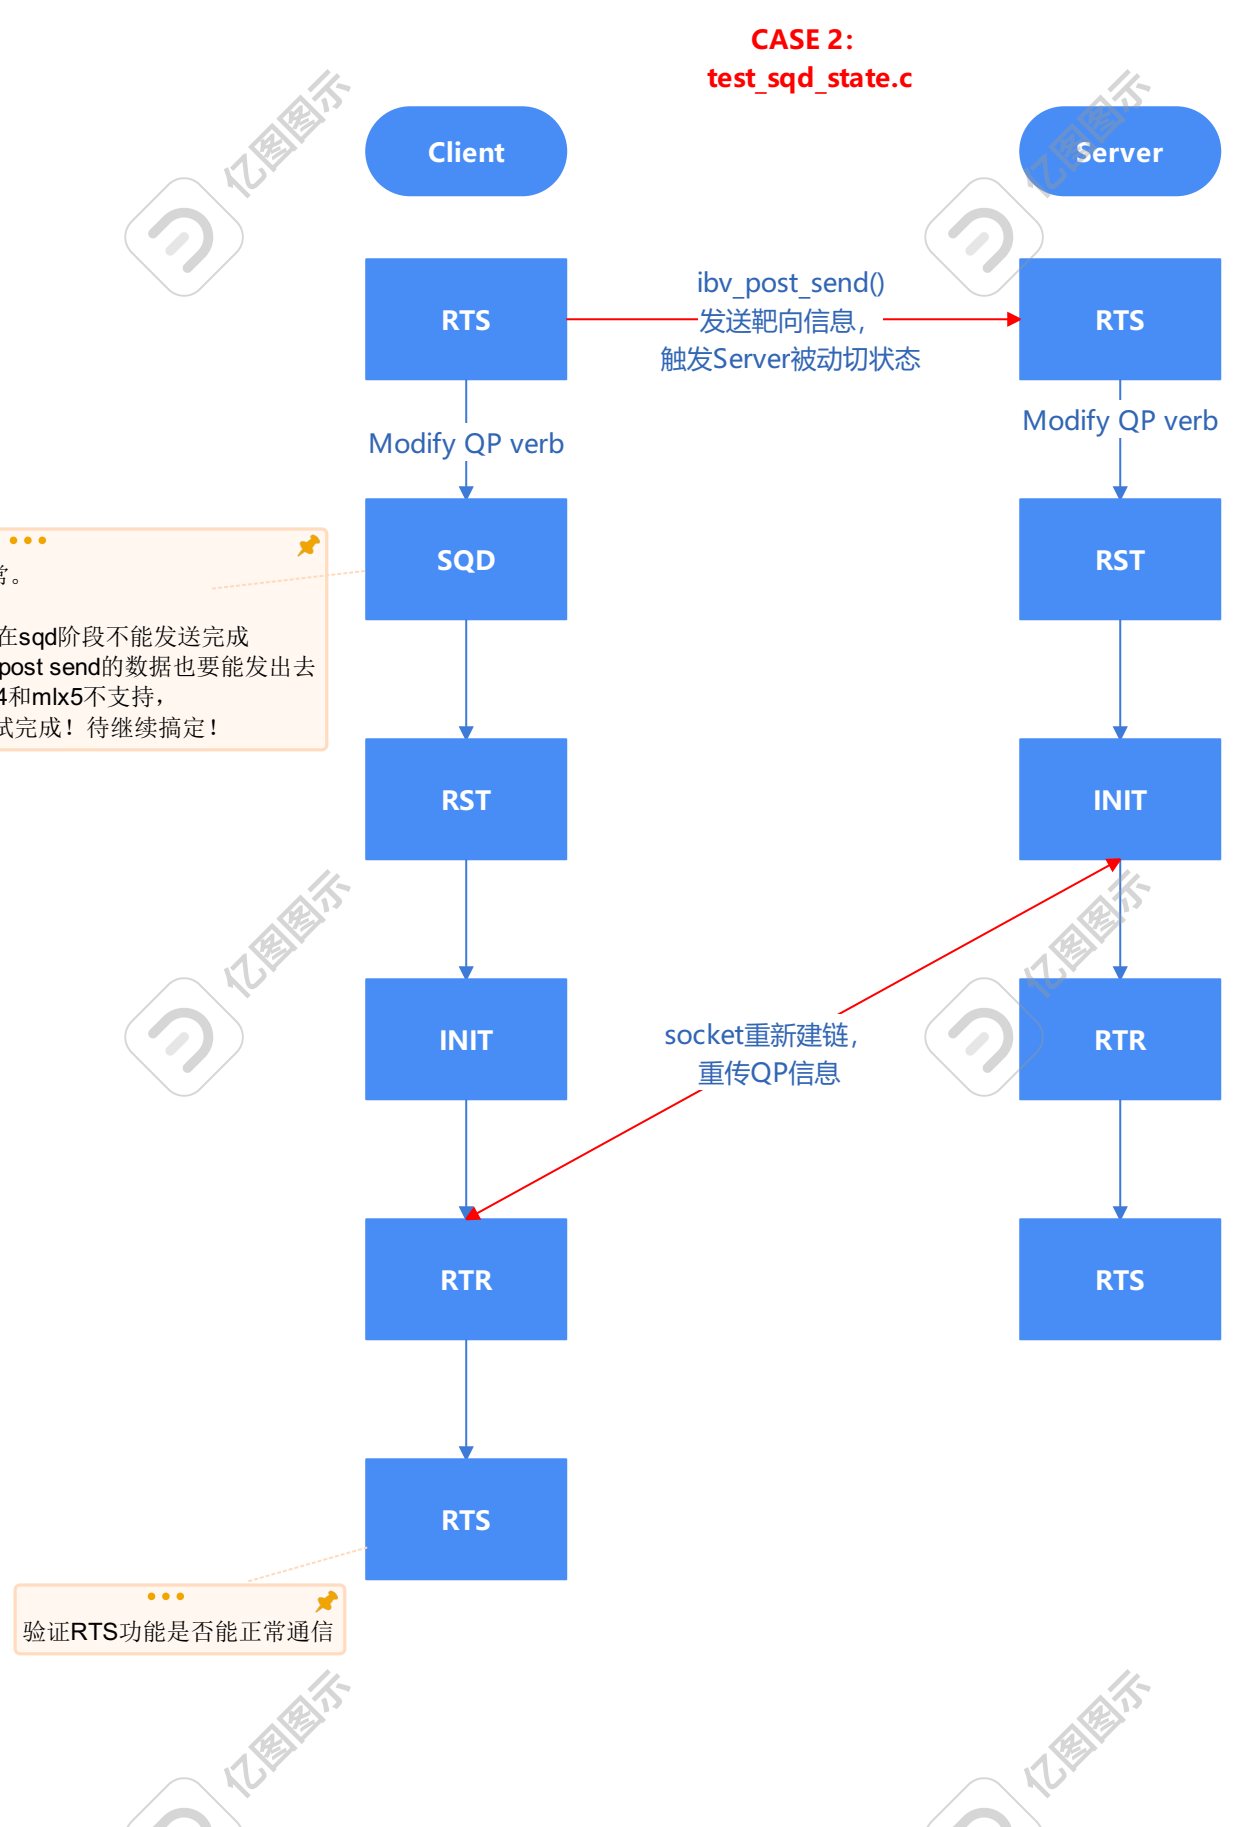 CASE 2：
test_sqd_state.c
Client
Server
RTS
ibv_post_send()
发送靶向信息，
触发Server被动切状态
RTS
Modify QP verb
Modify QP verb
SQD
RST
常。
在sqd阶段不能发送完成
post send的数据也要能发出去
4和mlx5不支持，
试完成！待继续搞定！
RST
INIT
INIT
socket重新建链，
重传QP信息
RTR
RTR
RTS
RTS
验证RTS功能是否能正常通信
亿图图示
亿图图示
亿图图示
亿图图示
亿图图示
亿图图示